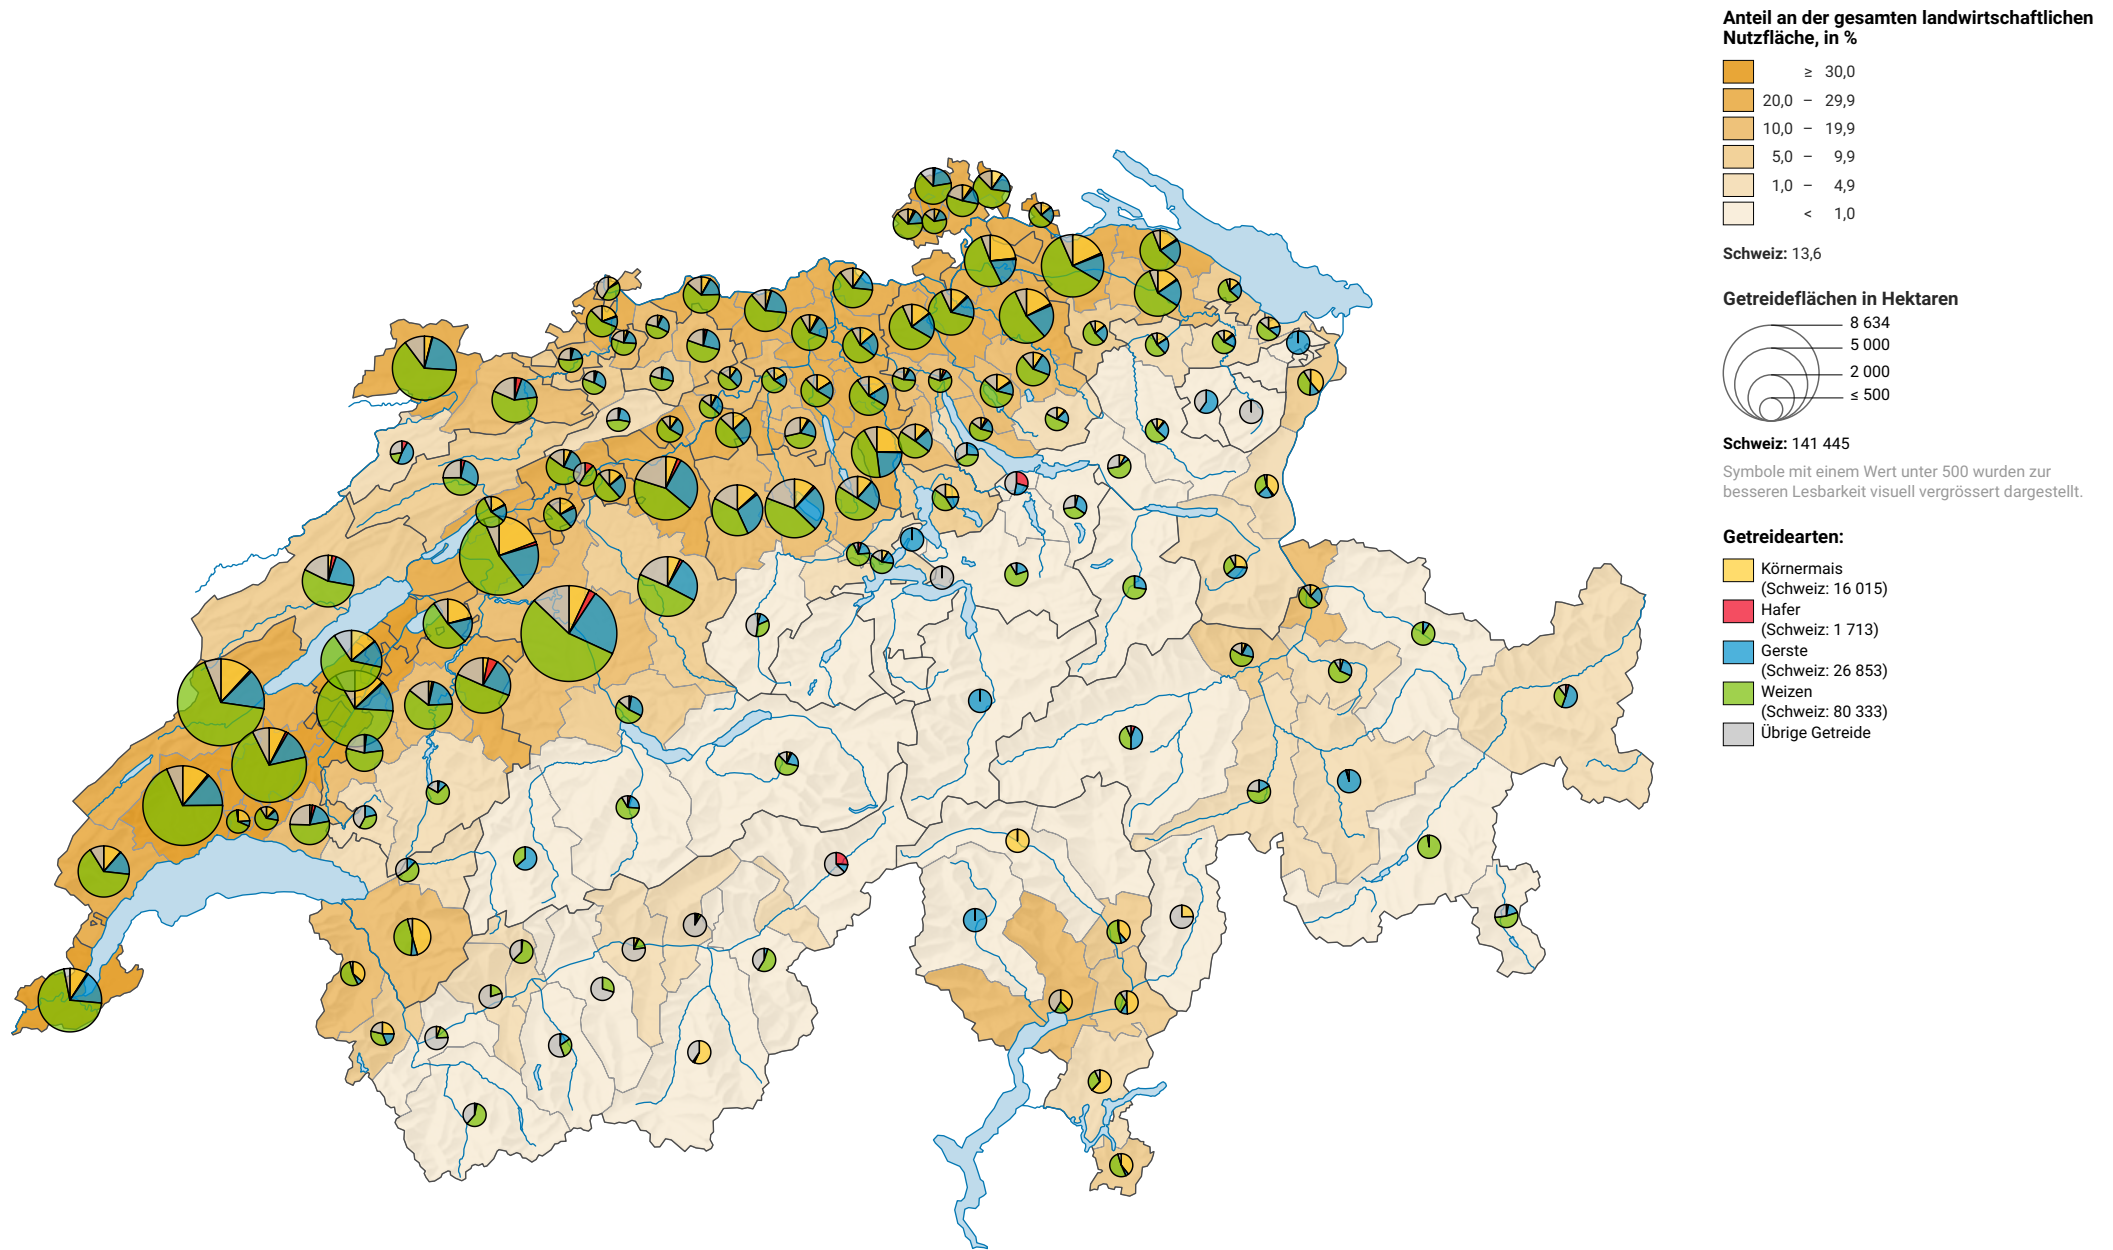 Anteil an der gesamten landwirtschaftlichen
Nutzfläche, in %
≥ 30,0
20,0 – 29,9
10,0 – 19,9
5,0 – 9,9
1,0 – 4,9
< 1,0
Schweiz: 13,6
Getreideflächen in Hektaren
8 634
5 000
2 000
≤ 500
Schweiz: 141 445
Symbole mit einem Wert unter 500 wurden zur
besseren Lesbarkeit visuell vergrössert dargestellt.
Getreidearten:
Körnermais
(Schweiz: 16 015)
Hafer
(Schweiz: 1 713)
Gerste
(Schweiz: 26 853)
Weizen
(Schweiz: 80 333)
Übrige Getreide